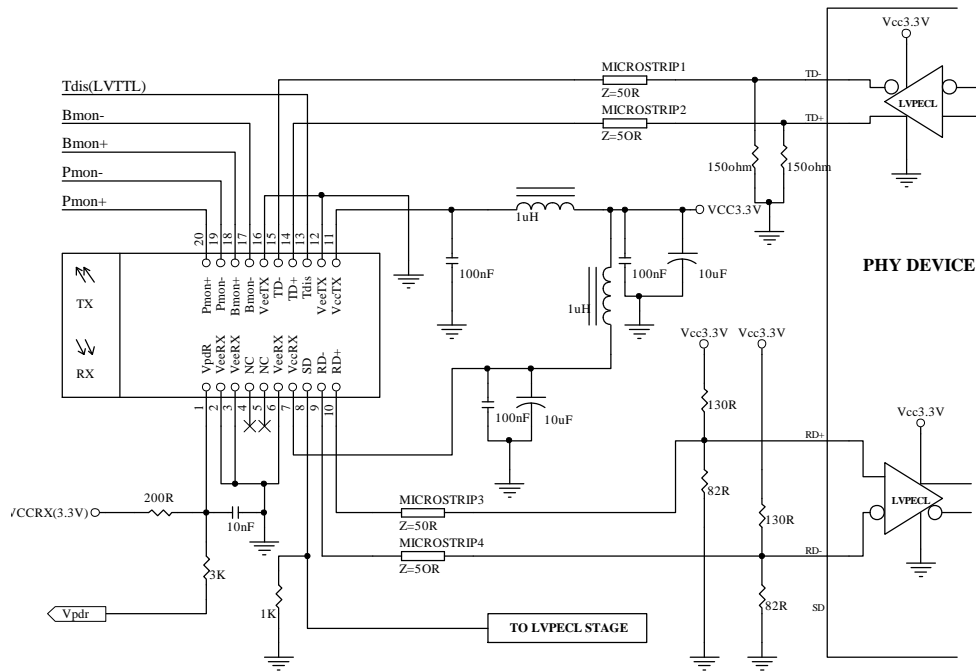 Vcc3.3V
MICROSTRIP1
TD-
Tdis(LVTTL)
Z=50R
LVPECL
Bmon-
MICROSTRIP2
TD+
Bmon+
Z=5OR
Pmon-
150ohm
150ohm
Pmon+
1uH
VCC3.3V
20
19
18
17
16
15
14
13
12
11
100nF
100nF
10uF
PHY DEVICE
TX
Pmon+
Pmon-
Bmon+
Bmon-
VeeTX
TD-
TD+
Tdis
VeeTX
VccTX
1uH
RX
VpdR
VeeRX
VeeRX
NC
NC
VeeRX
VccRX
SD
RD-
RD+
Vcc3.3V
Vcc3.3V
1
2
3
4
5
6
7
8
9
10
100nF
10uF
130R
Vcc3.3V
RD+
200R
82R
LVPECL
VCCRX(3.3V)
10nF
MICROSTRIP3
Z=50R
130R
MICROSTRIP4
RD-
Z=5OR
3K
82R
1K
SD
Vpdr
TO LVPECL STAGE